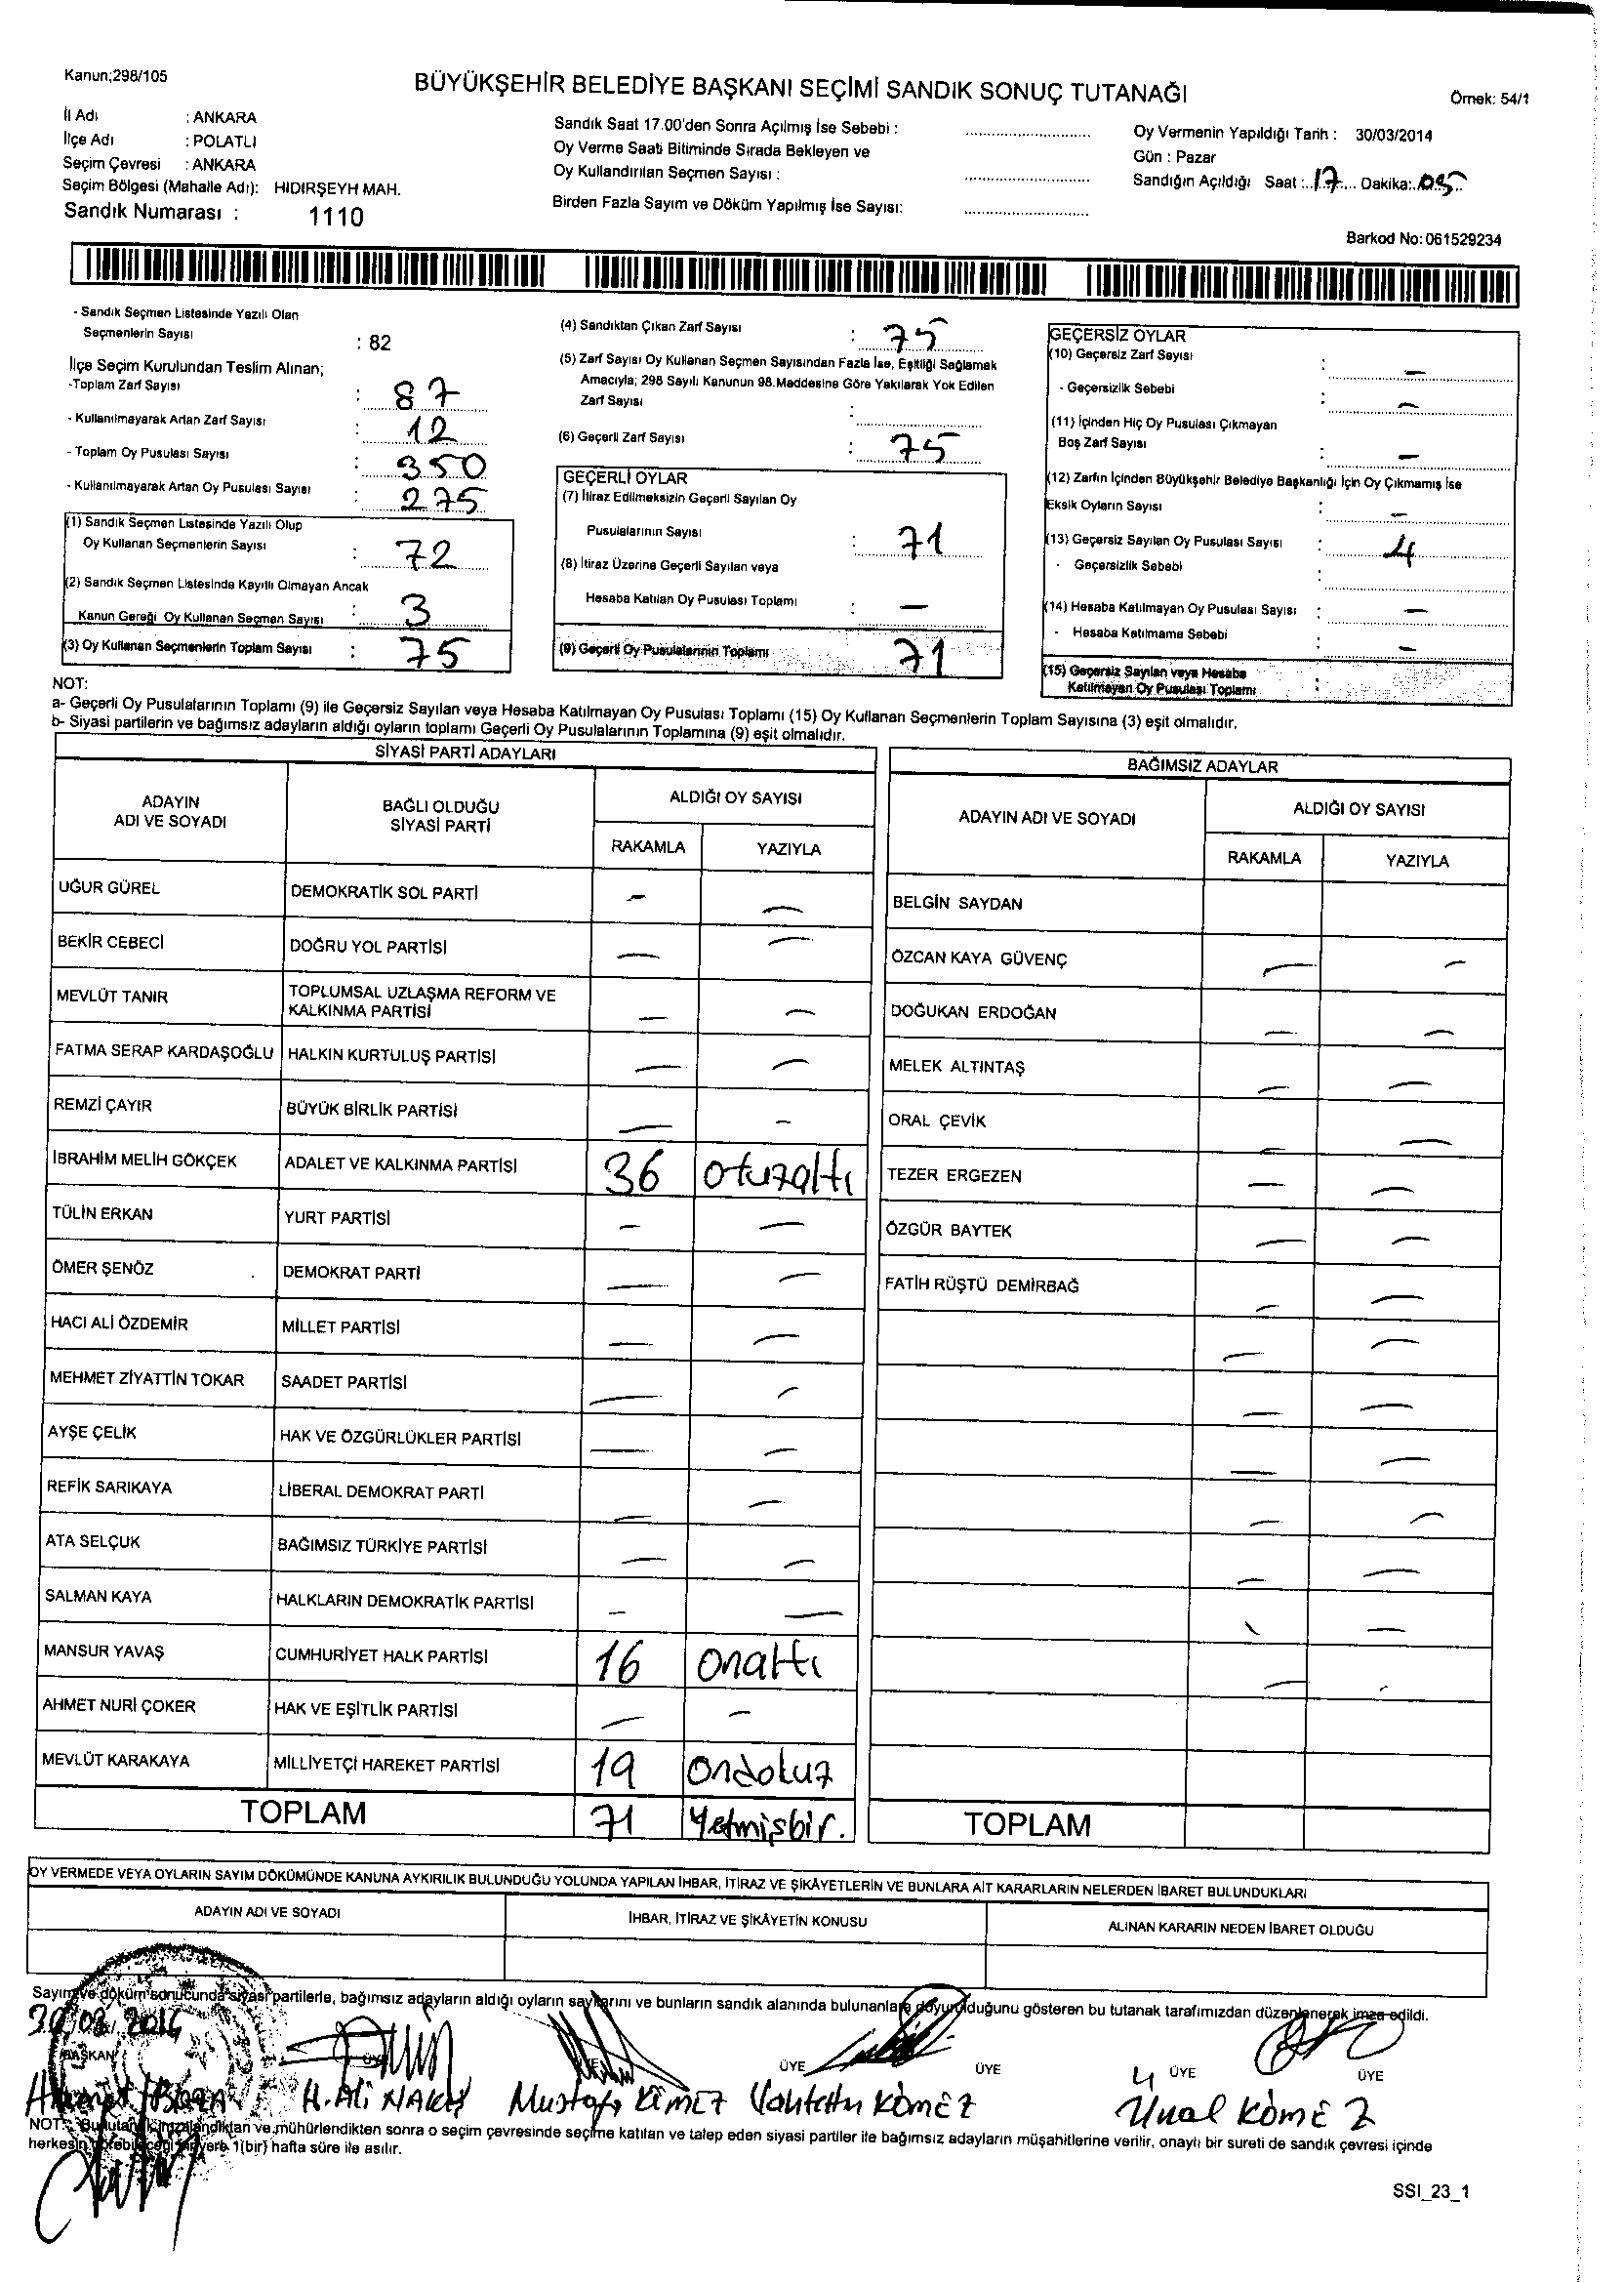 Kanun;298/105
BÜYÜKŞEHİR BELEDİYE BAŞKANI SEÇİMİ SANDIK SONUÇ TUTANAĞI
Örnek: 54/1
İl Adı : ANKARA
İlçe Adı : POLATLI
Seçim Çevresi : ANKARA
Seçim Bölgesi (Mahalle Adı): HIDIRŞEYH MAH.
Sandık Numarası : 1110
Sandık Saat 17.00'den Sonra Açılmış İse Sebebi :
Oy Verme Saati Bitiminde Sırada Bekleyen ve
Oy Kullandırılan Seçmen Sayısı :
Birden Fazla Sayım ve Döküm Yapılmış İse Sayısı:
Oy Vermenin Yapıldığı Tarih : 30/03/2014
Gün : Pazar
Sandığın Açıldığı Saat : 17 Dakika: 05
Barkod No: 061529234
- Sandık Seçmen Listesinde Yazılı Olan
Seçmenlerin Sayısı : 82
İlçe Seçim Kurulundan Teslim Alınan;
-Toplam Zarf Sayısı : 87
- Kullanılmayarak Artan Zarf Sayısı : 12
- Toplam Oy Pusulası Sayısı : 350
- Kullanılmayarak Artan Oy Pusulası Sayısı : 275
(1) Sandık Seçmen Listesinde Yazılı Olup
Oy Kullanan Seçmenlerin Sayısı : 72
(2) Sandık Seçmen Listesinde Kayıtlı Olmayan Ancak
Kanun Gereği Oy Kullanan Seçmen Sayısı : 3
(3) Oy Kullanan Seçmenlerin Toplam Sayısı : 75
(4) Sandıktan Çıkan Zarf Sayısı : 75
(5) Zarf Sayısı Oy Kullanan Seçmen Sayısından Fazla İse, Eşitliği Sağlamak
Amacıyla; 298 Sayılı Kanunun 98.Maddesine Göre Yakılarak Yok Edilen
Zarf Sayısı :
(6) Geçerli Zarf Sayısı : 75
GEÇERLİ OYLAR
(7) İtiraz Edilmeksizin Geçerli Sayılan Oy
Pusulalarının Sayısı : 71
(8) İtiraz Üzerine Geçerli Sayılan veya
Hesaba Katılan Oy Pusulası Toplamı : —
(9) Geçerli Oy Pusulalarının Toplamı 71
GEÇERSİZ OYLAR
(10) Geçersiz Zarf Sayısı : —
- Geçersizlik Sebebi : —
(11) İçinden Hiç Oy Pusulası Çıkmayan
Boş Zarf Sayısı : —
(12) Zarfın İçinden Büyükşehir Belediye Başkanlığı İçin Oy Çıkmamış İse
Eksik Oyların Sayısı : —
(13) Geçersiz Sayılan Oy Pusulası Sayısı : 4
- Geçersizlik Sebebi :
(14) Hesaba Katılmayan Oy Pusulası Sayısı : —
- Hesaba Katılmama Sebebi : —
(15) Geçersiz Sayılan veya Hesaba
Katılmayan Oy Pusulası Toplamı :
NOT:
a- Geçerli Oy Pusulalarının Toplamı (9) ile Geçersiz Sayılan veya Hesaba Katılmayan Oy Pusulası Toplamı (15) Oy Kullanan Seçmenlerin Toplam Sayısına (3) eşit olmalıdır.
b- Siyasi partilerin ve bağımsız adayların aldığı oyların toplamı Geçerli Oy Pusulalarının Toplamına (9) eşit olmalıdır.
SİYASİ PARTİ ADAYLARI
ADAYIN ADI VE SOYADI
BAĞLI OLDUĞU SİYASİ PARTİ
ALDIĞI OY SAYISI
RAKAMLA YAZIYLA
UĞUR GÜREL DEMOKRATİK SOL PARTİ — —
BEKİR CEBECİ DOĞRU YOL PARTİSİ — —
MEVLÜT TANIR TOPLUMSAL UZLAŞMA REFORM VE KALKINMA PARTİSİ — —
FATMA SERAP KARDAŞOĞLU HALKIN KURTULUŞ PARTİSİ — —
REMZİ ÇAYIR BÜYÜK BİRLİK PARTİSİ — —
İBRAHİM MELİH GÖKÇEK ADALET VE KALKINMA PARTİSİ 36 otuzaltı
TÜLİN ERKAN YURT PARTİSİ — —
ÖMER ŞENÖZ DEMOKRAT PARTİ — —
HACI ALİ ÖZDEMİR MİLLET PARTİSİ — —
MEHMET ZİYATTİN TOKAR SAADET PARTİSİ — —
AYŞE ÇELİK HAK VE ÖZGÜRLÜKLER PARTİSİ — —
REFİK SARIKAYA LİBERAL DEMOKRAT PARTİ — —
ATA SELÇUK BAĞIMSIZ TÜRKİYE PARTİSİ — —
SALMAN KAYA HALKLARIN DEMOKRATİK PARTİSİ — —
MANSUR YAVAŞ CUMHURİYET HALK PARTİSİ 16 onaltı
AHMET NURİ ÇOKER HAK VE EŞİTLİK PARTİSİ — —
MEVLÜT KARAKAYA MİLLİYETÇİ HAREKET PARTİSİ 19 ondokuz
TOPLAM 71 Yetmişbir.
BAĞIMSIZ ADAYLAR
ADAYIN ADI VE SOYADI
ALDIĞI OY SAYISI
RAKAMLA YAZIYLA
BELGİN SAYDAN
ÖZCAN KAYA GÜVENÇ — —
DOĞUKAN ERDOĞAN — —
MELEK ALTINTAŞ — —
ORAL ÇEVİK — —
TEZER ERGEZEN — —
ÖZGÜR BAYTEK — —
FATİH RÜŞTÜ DEMİRBAĞ — —
TOPLAM
OY VERMEDE VEYA OYLARIN SAYIM DÖKÜMÜNDE KANUNA AYKIRILIK BULUNDUĞU YOLUNDA YAPILAN İHBAR, İTİRAZ VE ŞİKÂYETLERİN VE BUNLARA AİT KARARLARIN NELERDEN İBARET BULUNDUKLARI
ADAYIN ADI VE SOYADI
İHBAR, İTİRAZ VE ŞİKÂYETİN KONUSU
ALINAN KARARIN NEDEN İBARET OLDUĞU
Sayım ve döküm sonucunda siyasi partilerle, bağımsız adayların aldığı oyların sayılarını ve bunların sandık alanında bulunanlara duyurulduğunu gösteren bu tutanak tarafımızdan düzenlenerek imza edildi.
30/03/2014
BAŞKAN ÜYE ÜYE ÜYE ÜYE ÜYE ÜYE
H. Ali Mustafa KÖMEZ KÖMEZ Ünal KÖMEZ
NOT: Bu tutanak imzalandıktan ve mühürlendikten sonra o seçim çevresinde seçime katılan ve talep eden siyasi partiler ile bağımsız adayların müşahitlerine verilir, onaylı bir sureti de sandık çevresi içinde
herkesin görebileceği bir yere 1(bir) hafta süre ile asılır.
SSI_23_1